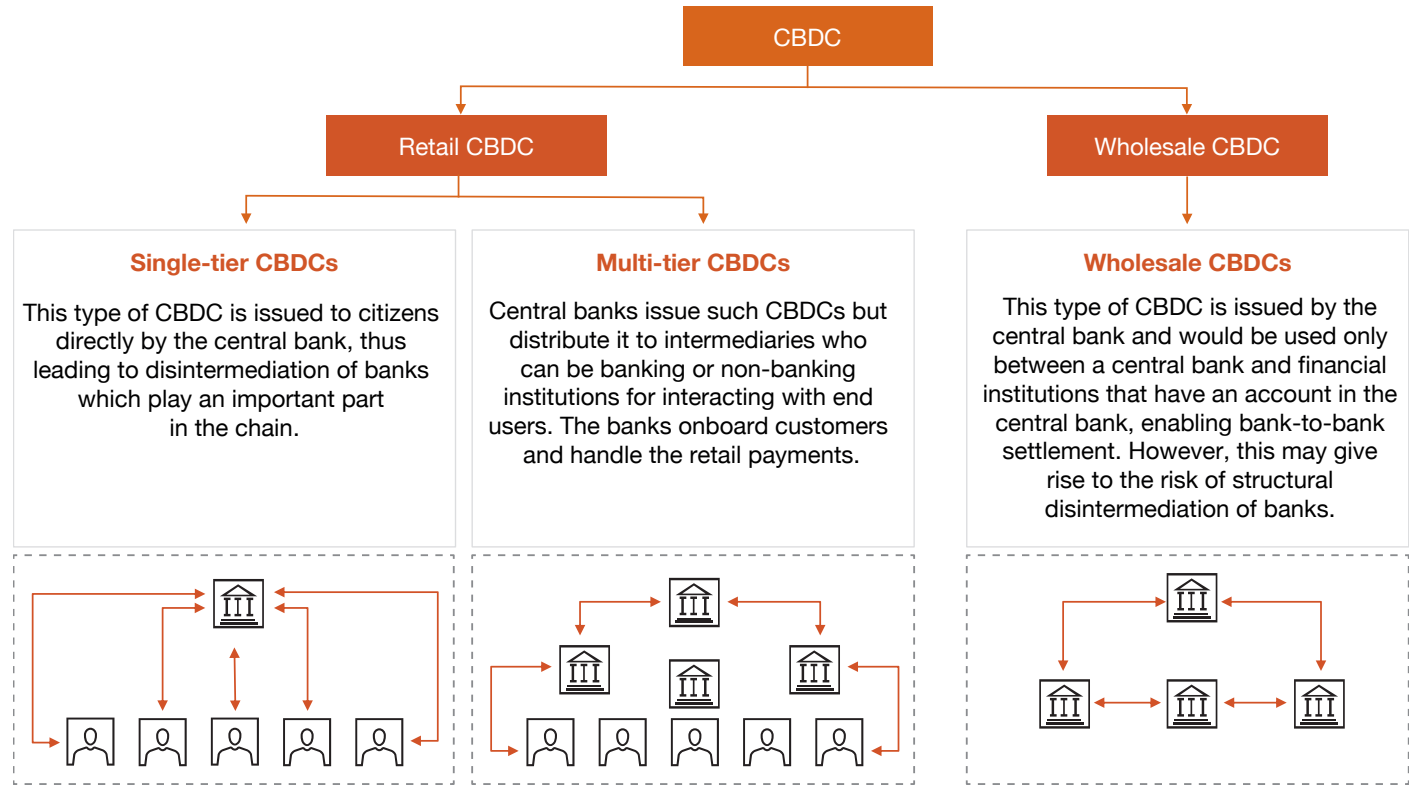 CBDC
Retail CBDC
Wholesale CBDC
Single-tier CBDCs
This type of CBDC is issued to citizens
directly by the central bank, thus
leading to disintermediation of banks
which play an important part
in the chain.
Multi-tier CBDCs
Central banks issue such CBDCs but
distribute it to intermediaries who
can be banking or non-banking
institutions for interacting with end
users. The banks onboard customers
and handle the retail payments.
Wholesale CBDCs
This type of CBDC is issued by the
central bank and would be used only
between a central bank and financial
institutions that have an account in the
central bank, enabling bank-to-bank
settlement. However, this may give
rise to the risk of structural
disintermediation of banks.